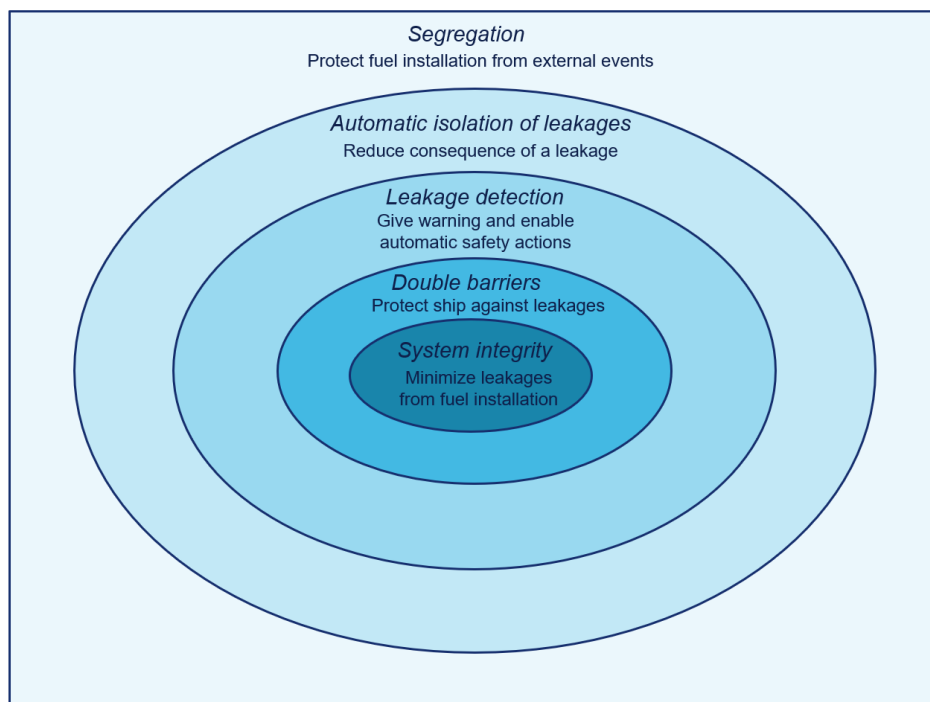 Segregation
Protect fuel installation from external events
Automatic isolation of leakages
Reduce consequence of a leakage
Leakage detection
Give warning and enable
automatic safety actions
Double barriers
Protect ship against leakages
System integrity
Minimize leakages
from fuel installation